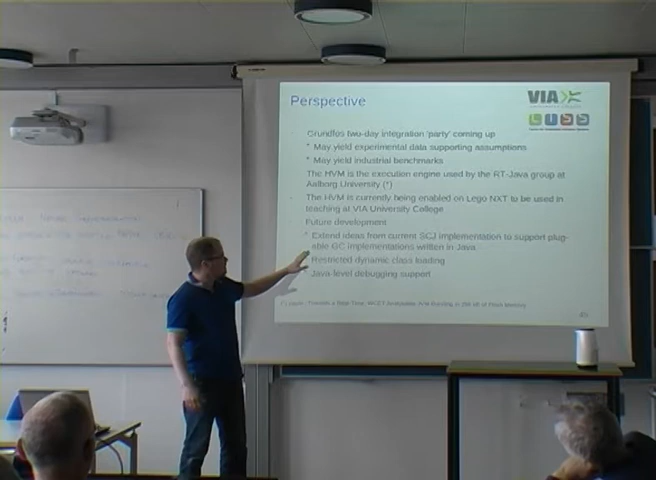 Perspective
VIA
Grundfos two-day integration 'party' coming up
* May yield experimental data supporting assumptions
* May yield industrial benchmarks
The HVM is the execution engine used by the RT-Java group at
Aalborg University (*)
The HVM is currently being enabled on Lego NXT to be used in
teaching at VIA University College
Future development
* Extend ideas from current SCJ implementation to support plug-
able GC implementations written in Java
Restricted dynamic class loading
Java-level debugging support